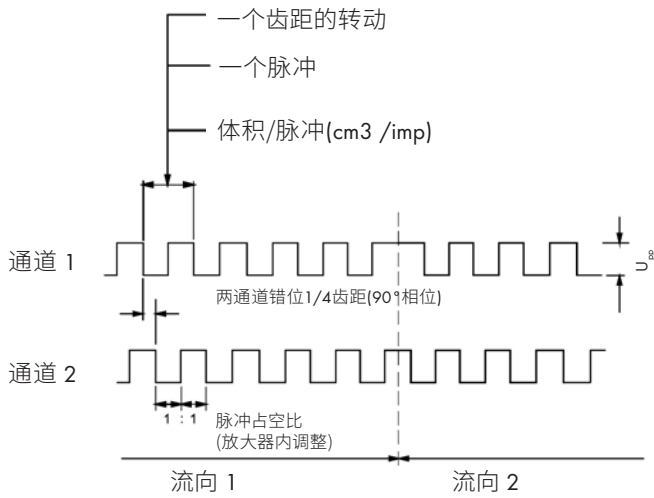 一个齿距的转动
一个脉冲
体积/脉冲(cm3 /imp)
通道 1
两通道错位1/4齿距(90°相位)
通道 2
1 : 1
脉冲占空比
(放大器内调整)
流向 1
流向 2